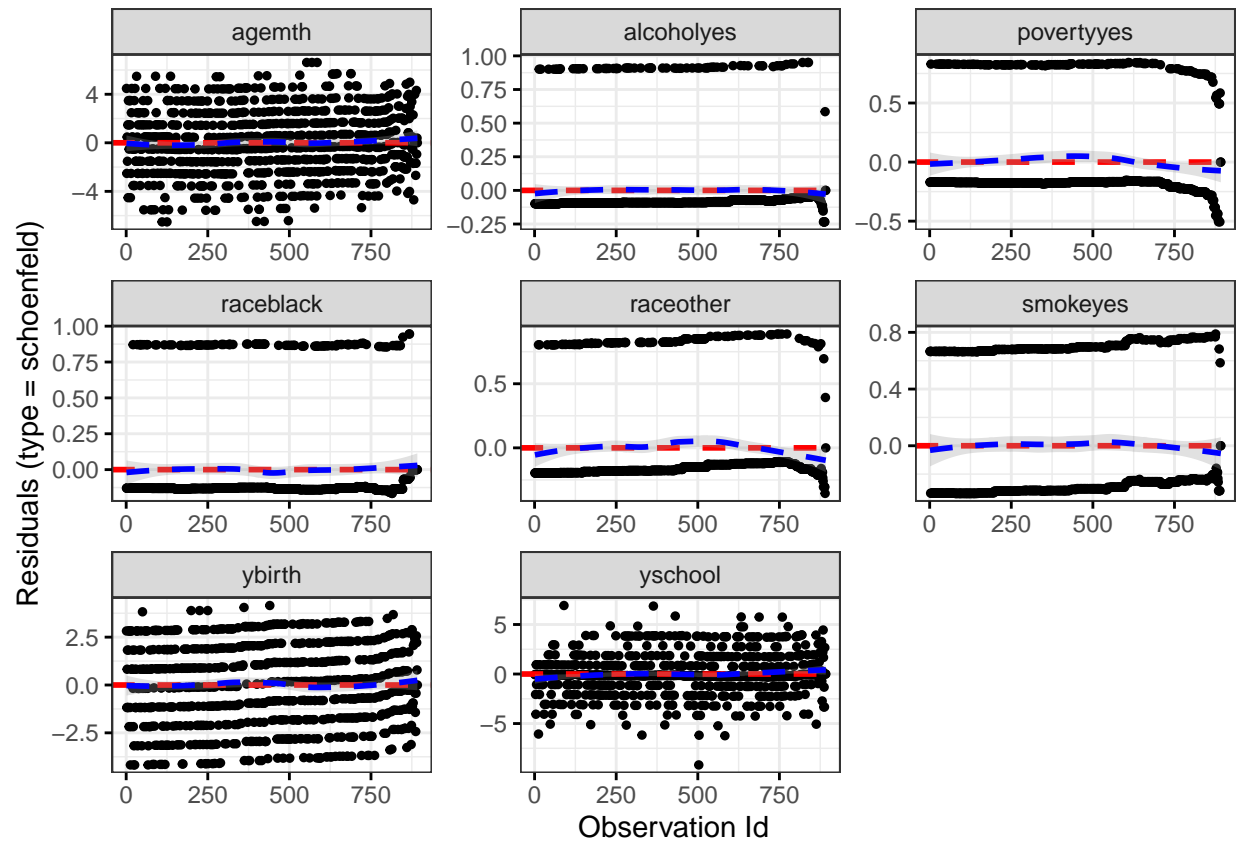 agemth alcoholyes povertyyes
4
0
−4
0 250 500 750
1.00
0.75
0.50
0.25
0.00
−0.25
0 250 500 750
0.5
0.0
−0.5
0 250 500 750
raceblack raceother smokeyes
1.00
0.75
0.50
0.25
0.00
0 250 500 750
0.5
0.0
0 250 500 750
0.8
0.4
0.0
0 250 500 750
ybirth yschool
2.5
0.0
−2.5
0 250 500 750
5
0
−5
0 250 500 750
Residuals (type = schoenfeld)
Observation Id